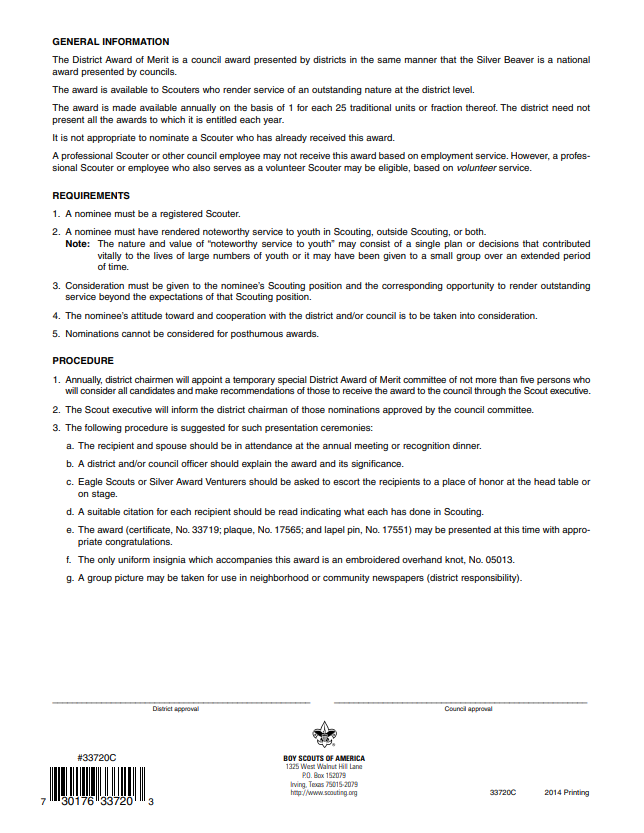 GENERAL INFORMATION
The District Award of Merit is a council award presented by districts in the same manner that the Silver Beaver is a national
award presented by councils.
The award is available to Scouters who render service of an outstanding nature at the district level.
The award is made available annually on the basis of 1 for each 25 traditional units or fraction thereof. The district need not
present all the awards to which it is entitled each year.
It is not appropriate to nominate a Scouter who has already received this award.
A professional Scouter or other council employee may not receive this award based on employment service. However, a profes-
sional Scouter or employee who also serves as a volunteer Scouter may be eligible, based on volunteer service.
REQUIREMENTS
1. A nominee must be a registered Scouter.
2. A nominee must have rendered noteworthy service to youth in Scouting, outside Scouting, or both.
Note: The nature and value of “noteworthy service to youth” may consist of a single plan or decisions that contributed
vitally to the lives of large numbers of youth or it may have been given to a small group over an extended period
of time.
3. Consideration must be given to the nominee’s Scouting position and the corresponding opportunity to render outstanding
service beyond the expectations of that Scouting position.
4. The nominee’s attitude toward and cooperation with the district and/or council is to be taken into consideration.
5. Nominations cannot be considered for posthumous awards.
PROCEDURE
1. Annually, district chairmen will appoint a temporary special District Award of Merit committee of not more than five persons who
will consider all candidates and make recommendations of those to receive the award to the council through the Scout executive.
2. The Scout executive will inform the district chairman of those nominations approved by the council committee.
3. The following procedure is suggested for such presentation ceremonies:
a. The recipient and spouse should be in attendance at the annual meeting or recognition dinner.
b. A district and/or council officer should explain the award and its significance.
c. Eagle Scouts or Silver Award Venturers should be asked to escort the recipients to a place of honor at the head table or
on stage.
d. A suitable citation for each recipient should be read indicating what each has done in Scouting.
e. The award (certificate, No. 33719; plaque, No. 17565; and lapel pin, No. 17551) may be presented at this time with appro-
priate congratulations.
f. The only uniform insignia which accompanies this award is an embroidered overhand knot, No. 05013.
g. A group picture may be taken for use in neighborhood or community newspapers (district responsibility).
District approval
Council approval
#33720C
7 30176 33720 3
BOY SCOUTS OF AMERICA
1325 West Walnut Hill Lane
P.O. Box 152079
Irving, Texas 75015-2079
http://www.scouting.org
33720C 2014 Printing